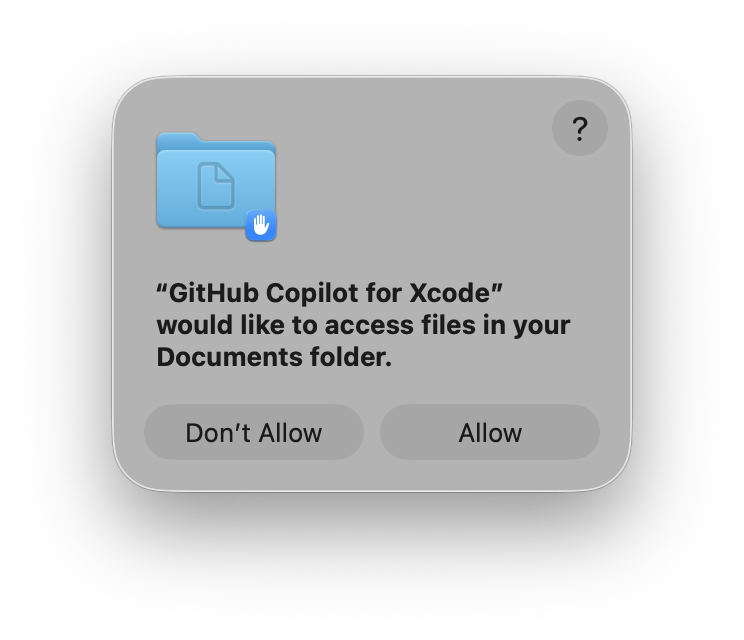 ?
“GitHub Copilot for Xcode”
would like to access files in your
Documents folder.
Don’t Allow
Allow